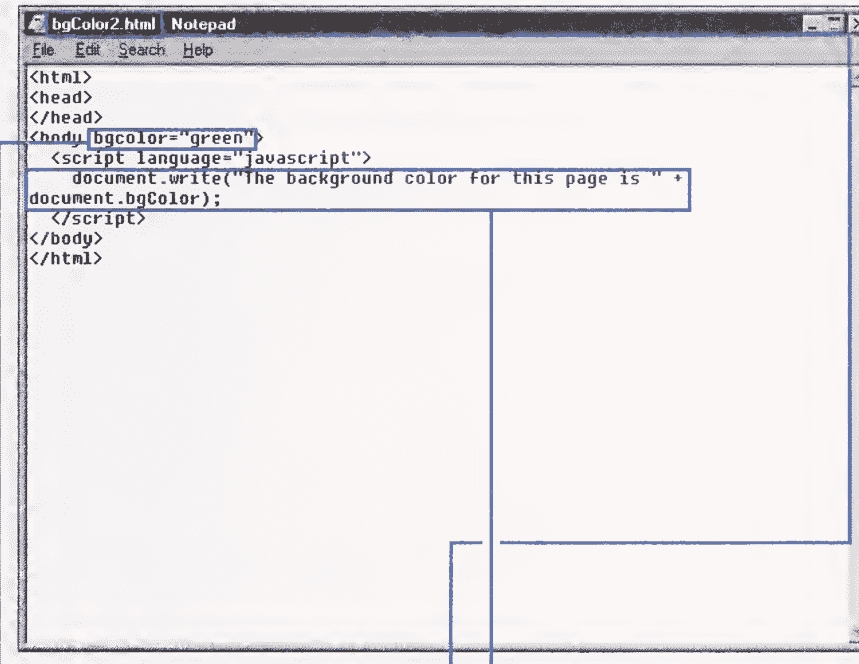 bgColor2.html Notepad
File Edit Search Help
<html>
<head>
</head>
<body bgcolor="green">
<script language="javascript">
document.write("The background color for this page is " +
document.bgColor);
</script>
</body>
</html>